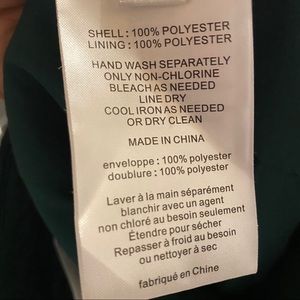 SHELL: 100% POLYESTER
LINING: 100% POLYESTER
HAND WASH SEPARATELY
ONLY NON-CHLORINE
BLEACH AS NEEDED
LINE DRY
COOL IRON AS NEEDED
OR DRY CLEAN
MADE IN CHINA
enveloppe: 100% polyester
doublure: 100% polyester
Laver à la main séparément
blanchir avec un agent
non chloré au besoin seulement
Étendre pour sécher
Repasser à froid au besoin
ou nettoyer à sec
fabriqué en Chine